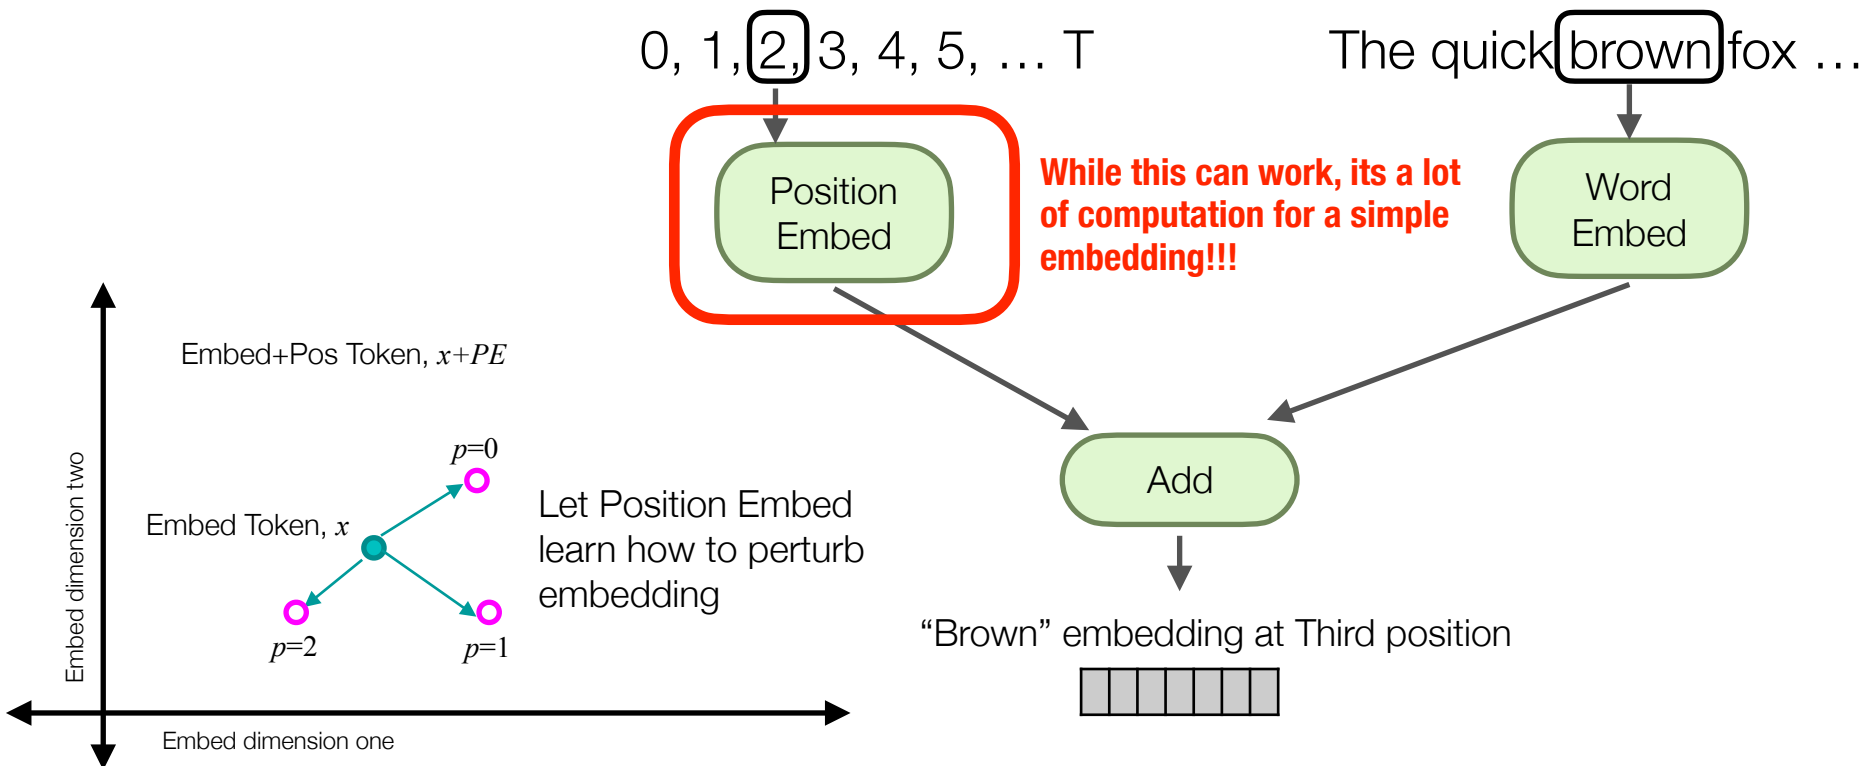 0, 1, 2, 3, 4, 5, … T
The quick brown fox …
Position
Embed
While this can work, its a lot
of computation for a simple
embedding!!!
Word
Embed
Embed+Pos Token, x+PE
p=0
Embed Token, x
p=2
p=1
Let Position Embed
learn how to perturb
embedding
Embed dimension two
Embed dimension one
Add
“Brown” embedding at Third position